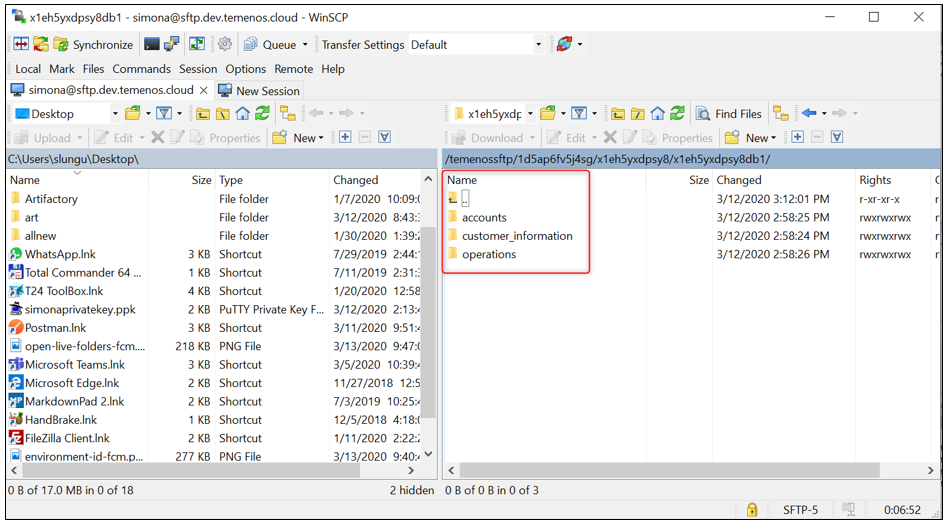 x1eh5yxdpsy8db1 - simona@sftp.dev.temenos.cloud - WinSCP
Synchronize Queue Transfer Settings Default
Local Mark Files Commands Session Options Remote Help
simona@sftp.dev.temenos.cloud New Session
Desktop x1eh5yxdp Find Files
Upload Edit Properties New Download Edit Properties New
C:\Users\slungu\Desktop\ /temenossftp/1d5ap6fv5j4sg/x1eh5yxdpsy8/x1eh5yxdpsy8db1/
Name Size Type Changed Name Size Changed Rights
Artifactory File folder 1/7/2020 10:09:0 .. 3/12/2020 3:12:01 PM r-xr-xr-x
art File folder 3/12/2020 8:43:3 accounts 3/12/2020 2:58:25 PM rwxrwxrwx
allnew File folder 1/30/2020 1:39:2 customer_information 3/12/2020 2:58:24 PM rwxrwxrwx
WhatsApp.lnk 3 KB Shortcut 7/29/2019 2:44:1 operations 3/12/2020 2:58:26 PM rwxrwxrwx
Total Commander 64 ... 1 KB Shortcut 7/11/2019 2:31:3
T24 ToolBox.lnk 4 KB Shortcut 1/20/2020 12:58
simonaprivatekey.ppk 2 KB PuTTY Private Key F... 3/12/2020 2:13:4
Postman.lnk 3 KB Shortcut 3/11/2020 9:51:4
open-live-folders-fcm.... 218 KB PNG File 3/13/2020 9:47:0
Microsoft Teams.lnk 3 KB Shortcut 3/5/2020 10:39:4
Microsoft Edge.lnk 2 KB Shortcut 11/27/2018 12:5
MarkdownPad 2.lnk 2 KB Shortcut 7/3/2019 10:25:4
HandBrake.lnk 1 KB Shortcut 12/5/2018 4:18:0
FileZilla Client.lnk 2 KB Shortcut 1/11/2020 2:22:2
environment-id-fcm.p... 277 KB PNG File 3/13/2020 9:40:4
0 B of 17.0 MB in 0 of 18 2 hidden 0 B of 0 B in 0 of 3
SFTP-5 0:06:52